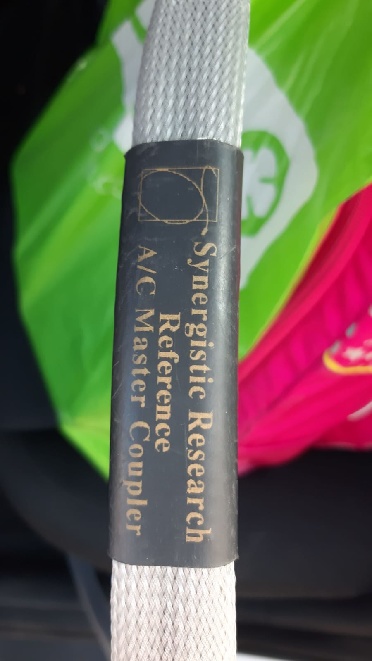 Synergistic Research
Reference
A/C Master Coupler